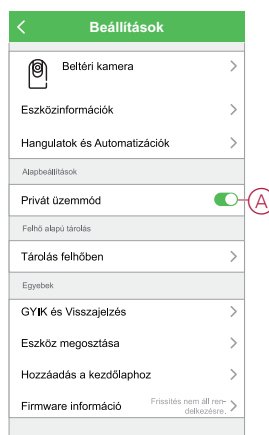 Beállítások
Beltéri kamera
Eszközinformációk
Hangulatok és Automatizációk
Alapbeállítások
Privát üzemmód
A
Felhő alapú tárolás
Tárolás felhőben
Egyebek
GYIK és Visszajelzés
Eszköz megosztása
Hozzáadás a kezdőlaphoz
Firmware információ
Frissítés nem áll ren-
delkezésre.